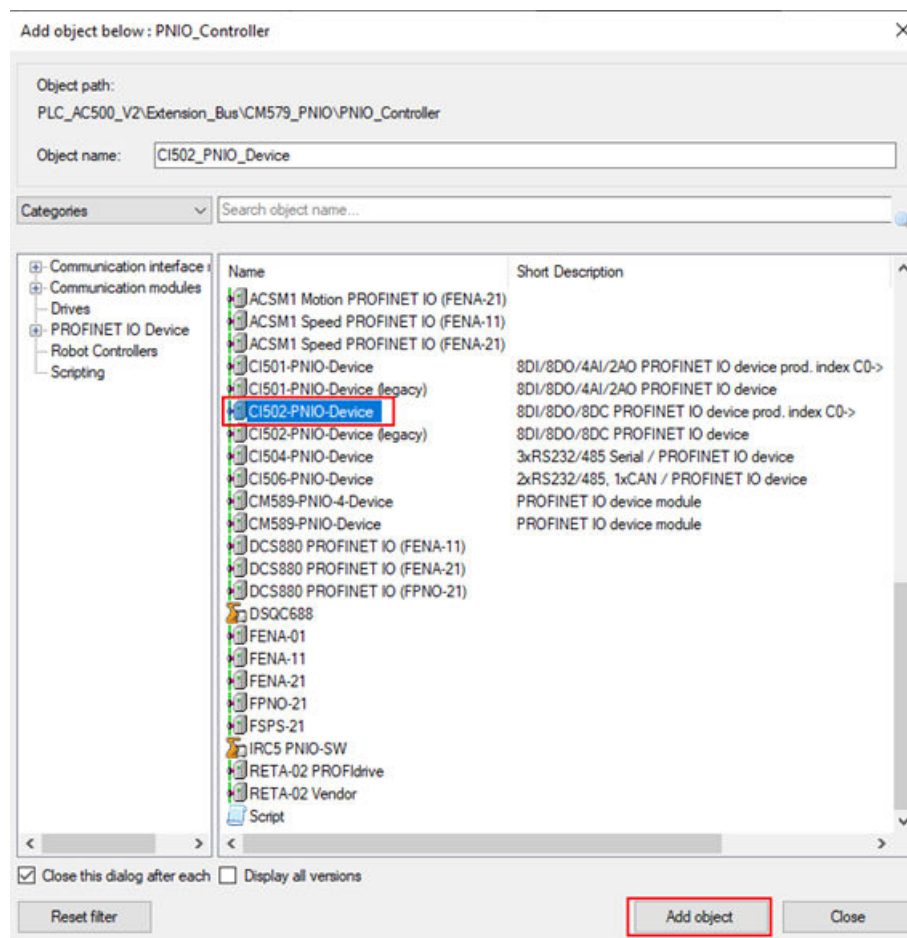 Add object below : PNIO_Controller
Object path:
PLC_AC500_V2\Extension_Bus\CM579_PNIO\PNIO_Controller
Object name: CI502_PNIO_Device
Categories Search object name...
Communication interface
Communication modules
Drives
PROFINET IO Device
Robot Controllers
Scripting
Name Short Description
ACSM1 Motion PROFINET IO (FENA-21)
ACSM1 Speed PROFINET IO (FENA-11)
ACSM1 Speed PROFINET IO (FENA-21)
CI501-PNIO-Device 8DI/8DO/4AI/2AO PROFINET IO device prod. index C0->
CI501-PNIO-Device (legacy) 8DI/8DO/4AI/2AO PROFINET IO device
CI502-PNIO-Device 8DI/8DO/8DC PROFINET IO device prod. index C0->
CI502-PNIO-Device (legacy) 8DI/8DO/8DC PROFINET IO device
CI504-PNIO-Device 3xRS232/485 Serial / PROFINET IO device
CI506-PNIO-Device 2xRS232/485, 1xCAN / PROFINET IO device
CM589-PNIO-4-Device PROFINET IO device module
CM589-PNIO-Device PROFINET IO device module
DCS880 PROFINET IO (FENA-11)
DCS880 PROFINET IO (FENA-21)
DCS880 PROFINET IO (FPNO-21)
DSQC688
FENA-01
FENA-11
FENA-21
FPNO-21
FSPS-21
IRC5 PNIO-SW
RETA-02 PROFIdrive
RETA-02 Vendor
Script
Close this dialog after each Display all versions
Reset filter Add object Close